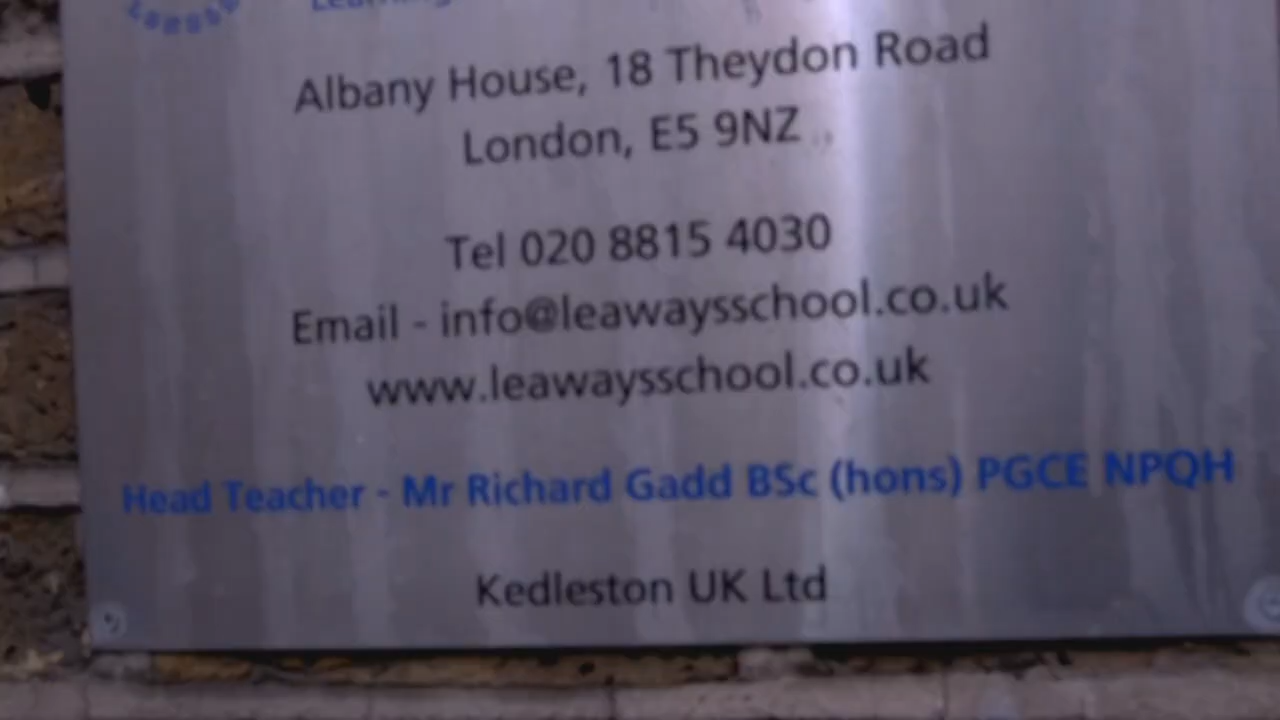 Albany House, 18 Theydon Road
London, E5 9NZ
Tel 020 8815 4030
Email - info@leawaysschool.co.uk
www.leawaysschool.co.uk
Head Teacher - Mr Richard Gadd BSc (hons) PGCE NPQH
Kedleston UK Ltd